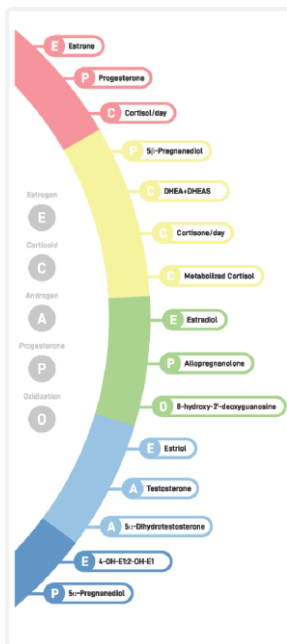 E Estrone
P Progesterone
C Cortisol/day
P 5β-Pregnanediol
C DHEA+DHEAS
C Cortisone/day
C Metabolized Cortisol
E Estradiol
P Allopregnanolone
O 8-hydroxy-2'-deoxyguanosine
E Estriol
A Testosterone
A 5α-Dihydrotestosterone
E 4-OH-E1:2-OH-E1
P 5α-Pregnanediol
Estrogen
E
Corticoid
C
Androgen
A
Progesterone
P
Oxidization
O